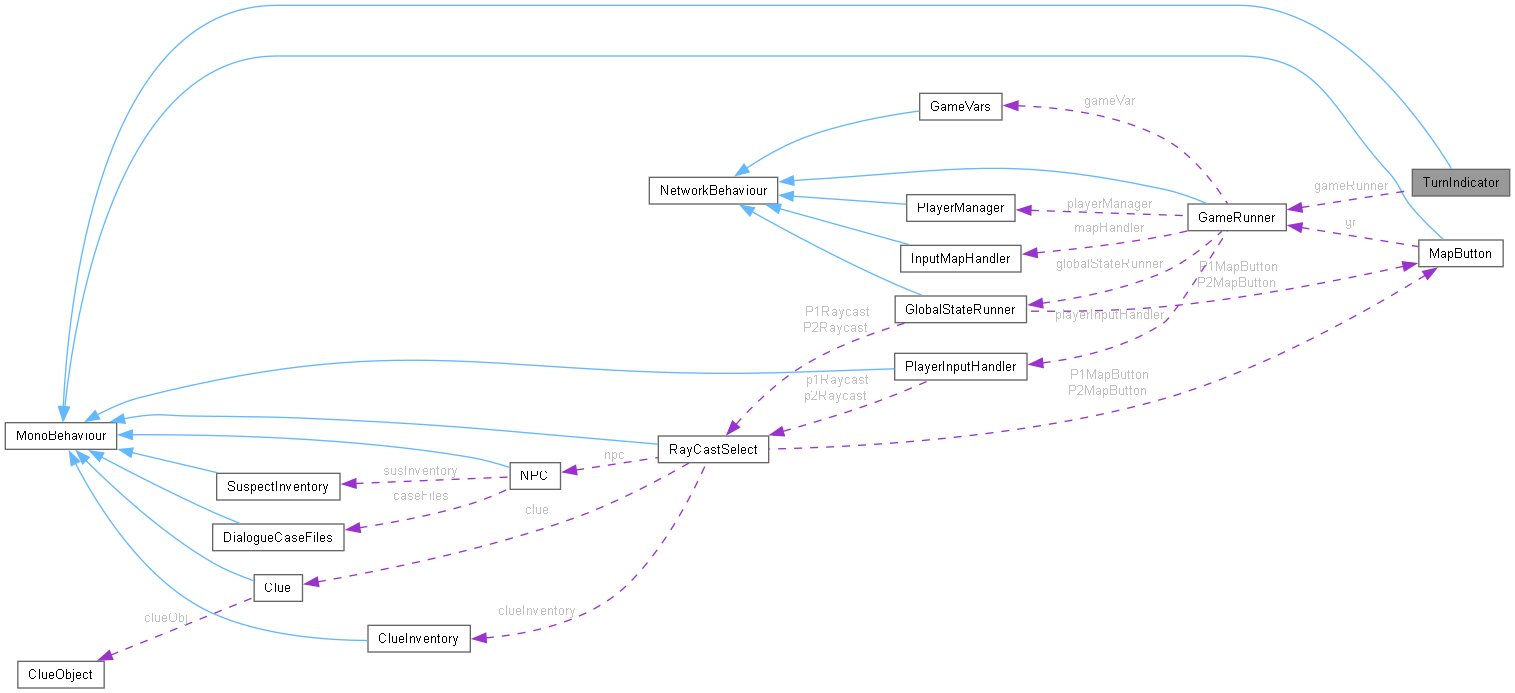 GameVars
gameVar
TurnIndicator
gameRunner
NetworkBehaviour
PlayerManager
playerManager
GameRunner
mapHandler
gr
InputMapHandler
globalStateRunner
MapButton
P1MapButton
P2MapButton
GlobalStateRunner
P1Raycast
P2Raycast
playerInputHandler
PlayerInputHandler
p1Raycast
p2Raycast
P1MapButton
P2MapButton
MonoBehaviour
RayCastSelect
npc
NPC
susInventory
SuspectInventory
caseFiles
clue
DialogueCaseFiles
Clue
clueObj
clueInventory
ClueInventory
ClueObject